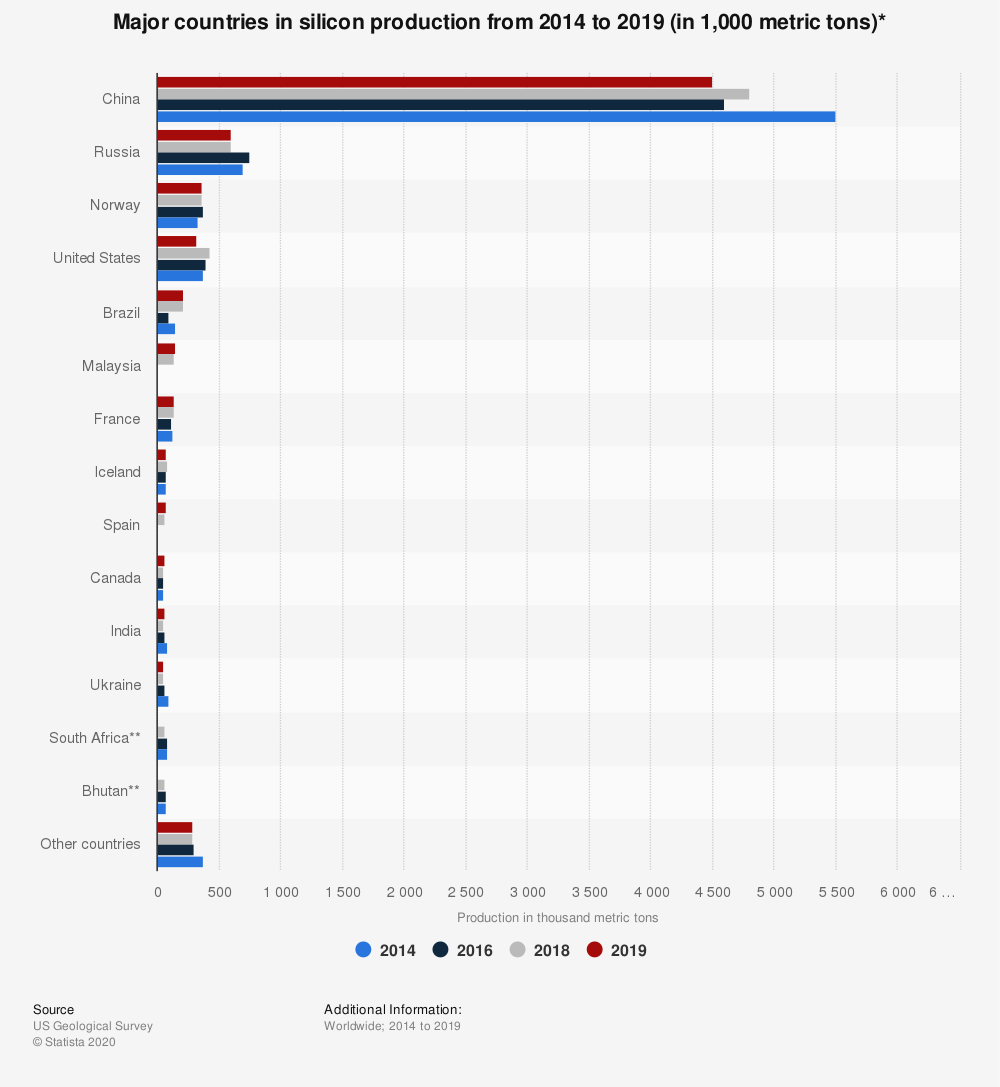 Major countries in silicon production from 2014 to 2019 (in 1,000 metric tons)*
China
Russia
Norway
United States
Brazil
Malaysia
France
Iceland
Spain
Canada
India
Ukraine
South Africa**
Bhutan**
Other countries
0 500 1 000 1 500 2 000 2 500 3 000 3 500 4 000 4 500 5 000 5 500 6 000 6 …
Production in thousand metric tons
2014 2016 2018 2019
Source
US Geological Survey
© Statista 2020
Additional Information:
Worldwide; 2014 to 2019